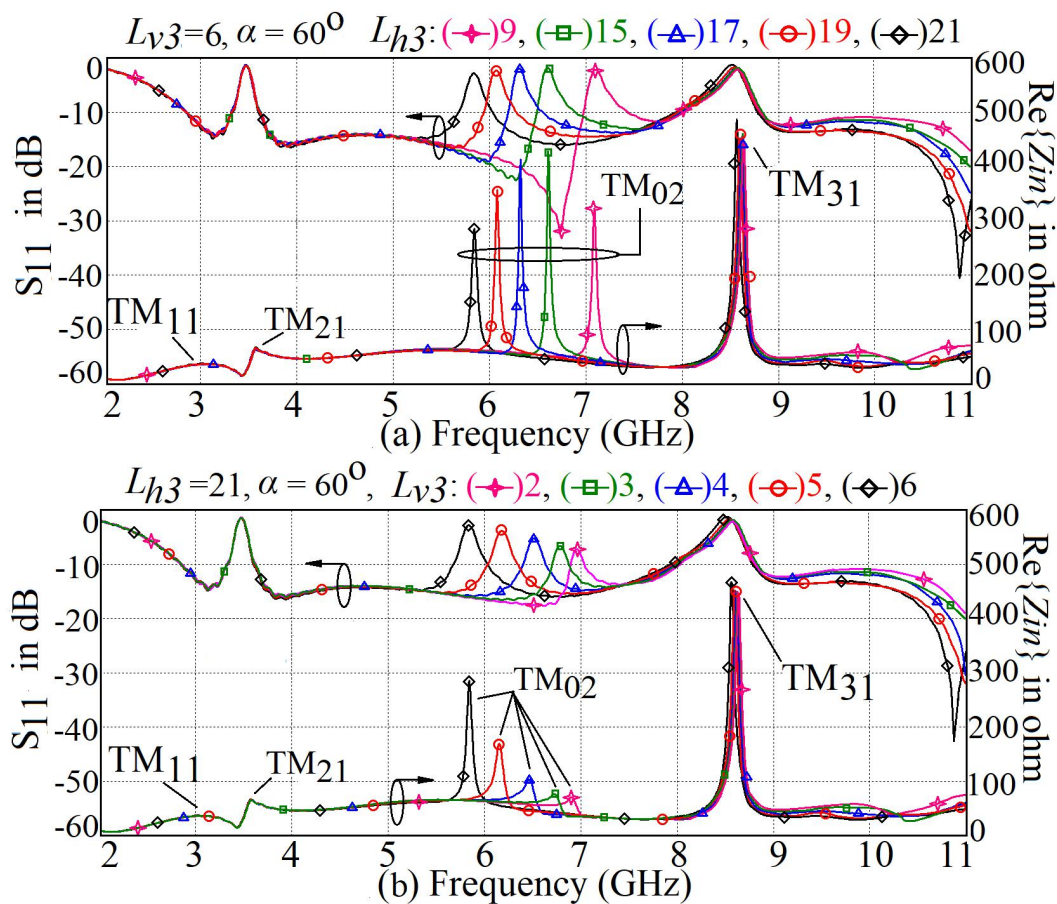 Lv3=6, α = 60o Lh3: (-)9, (-)15, (-)17, (-)19, (-)21
0
-10
-20
-30
-40
-50
-60
S11 in dB
600
500
400
300
200
100
0
Re{Zin} in ohm
TM02
TM31
TM11
TM21
2 3 4 5 6 7 8 9 10 11
(a) Frequency (GHz)
Lh3=21, α = 60o, Lv3: (-)2, (-)3, (-)4, (-)5, (-)6
0
-10
-20
-30
-40
-50
-60
S11 in dB
600
500
400
300
200
100
0
Re{Zin} in ohm
TM02
TM31
TM11
TM21
2 3 4 5 6 7 8 9 10 11
(b) Frequency (GHz)